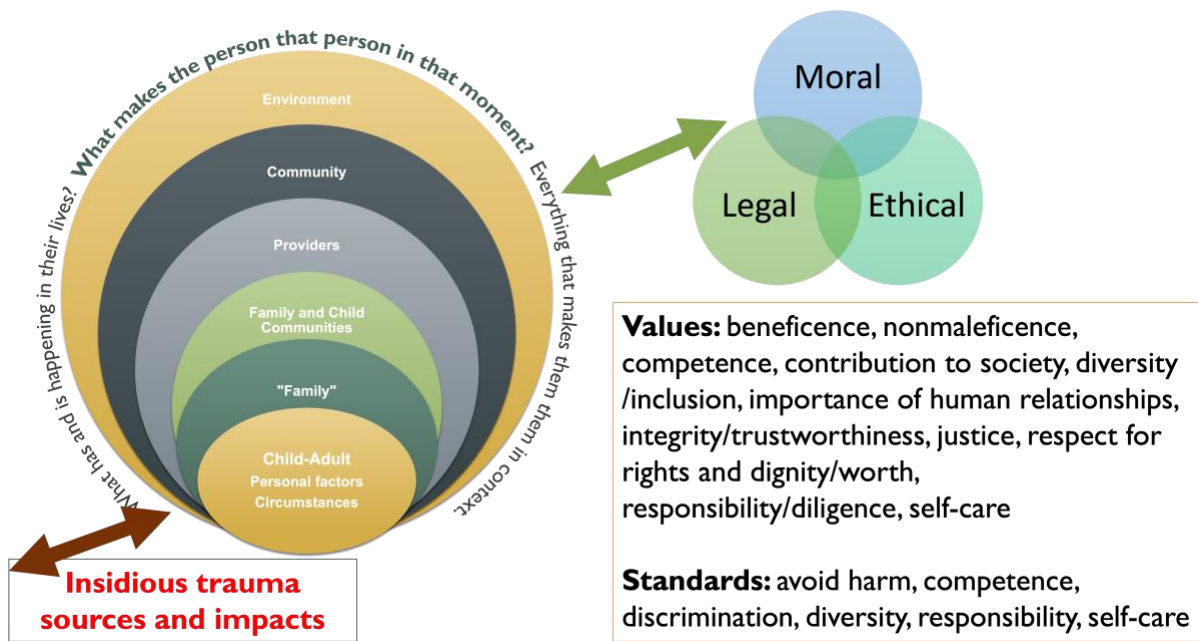 What has and is happening in their lives? What makes the person that person in that moment? Everything that makes them them in context.
Environment
Community
Providers
Family and Child
Communities
"Family"
Child-Adult
Personal factors
Circumstances
Insidious trauma
sources and impacts
Moral
Legal
Ethical
Values: beneficence, nonmaleficence,
competence, contribution to society, diversity
/inclusion, importance of human relationships,
integrity/trustworthiness, justice, respect for
rights and dignity/worth,
responsibility/diligence, self-care
Standards: avoid harm, competence,
discrimination, diversity, responsibility, self-care